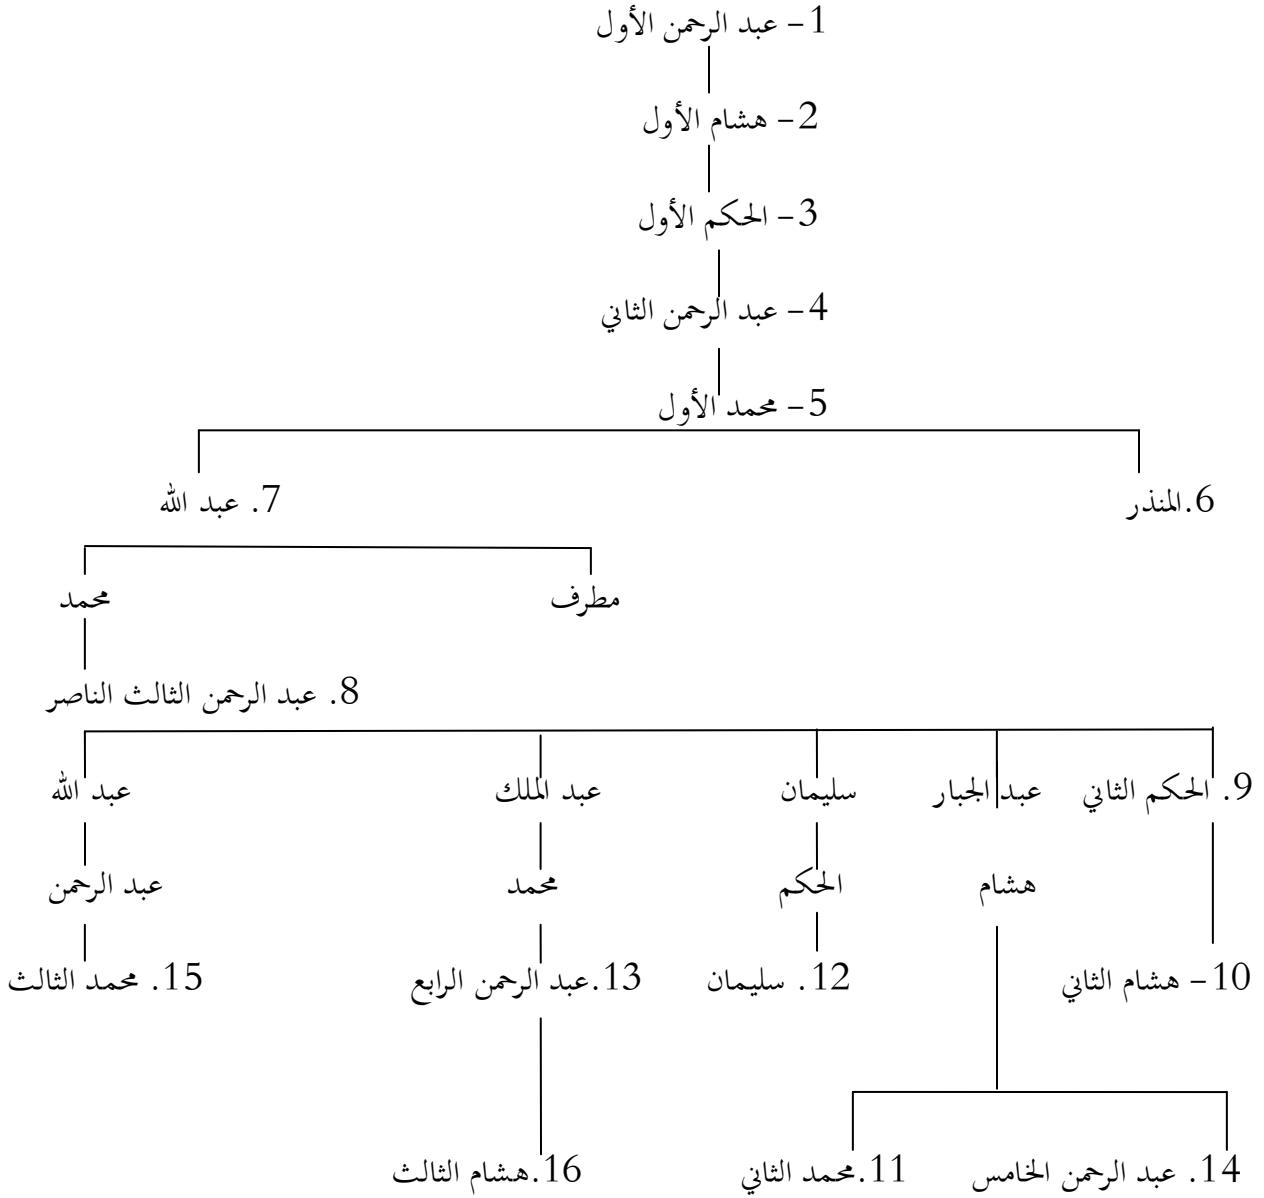 1- عبد الرحمن الأول
2- هشام الأول
3- الحكم الأول
4- عبد الرحمن الثاني
5- محمد الأول
6.المنذر 7. عبد الله
مطرف محمد
8. عبد الرحمن الثالث الناصر
9. الحكم الثاني عبد الجبار سليمان عبد الملك عبد الله
هشام الحكم محمد عبد الرحمن
10- هشام الثاني 12. سليمان 13.عبد الرحمن الرابع 15. محمد الثالث
14. عبد الرحمن الخامس 11.محمد الثاني 16.هشام الثالث